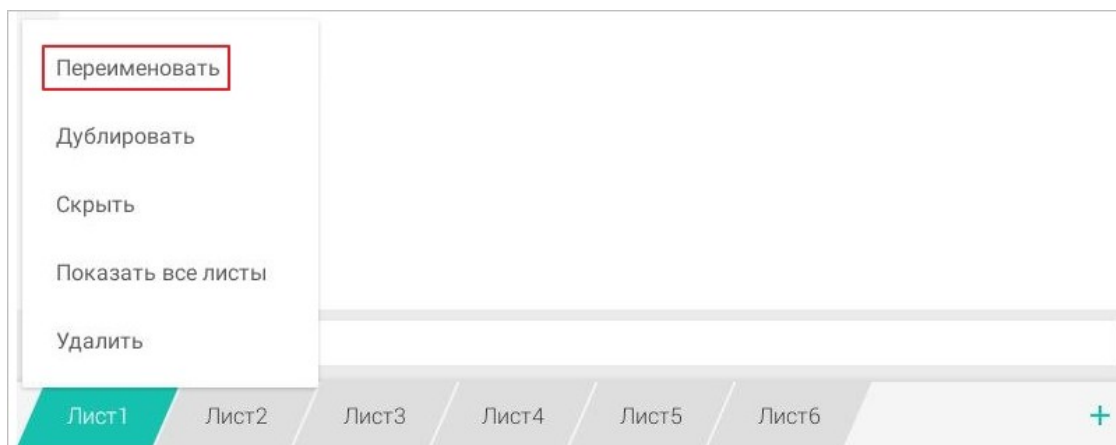 Переименовать
Дублировать
Скрыть
Показать все листы
Удалить
Лист1 Лист2 Лист3 Лист4 Лист5 Лист6 +